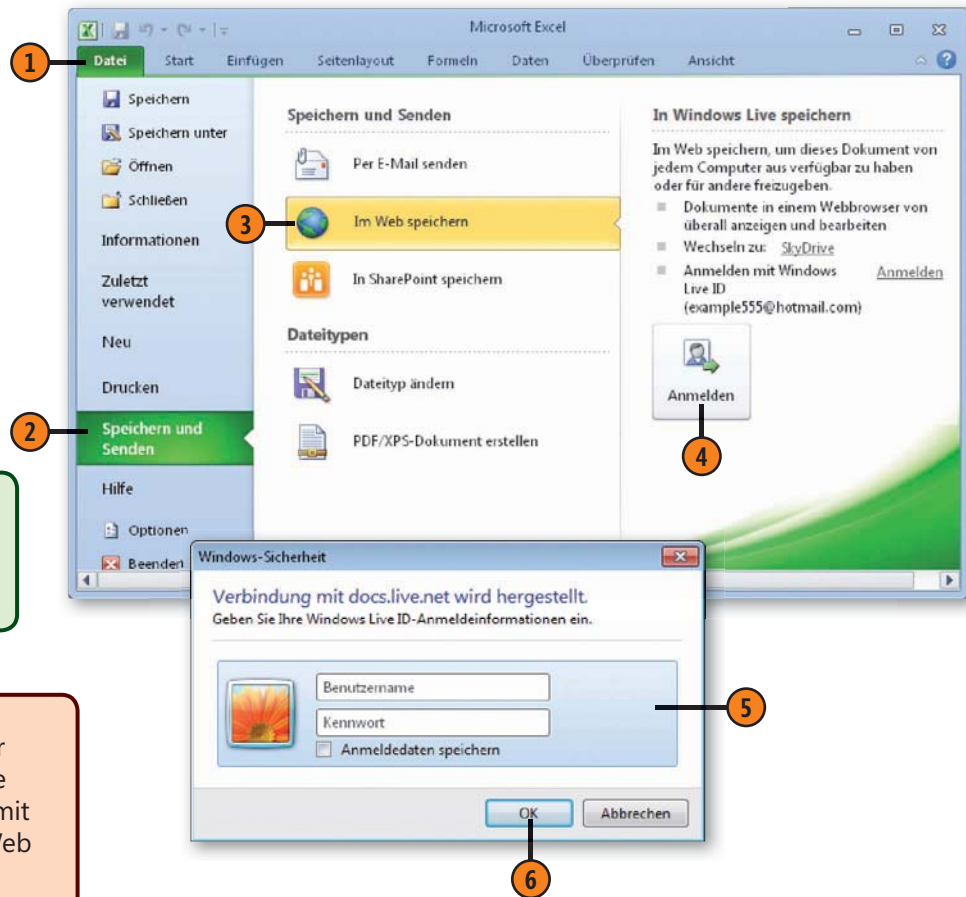 Microsoft Excel
1
Datei Start Einfügen Seitenlayout Formeln Daten Überprüfen Ansicht
Speichern
Speichern unter
Öffnen
Schließen
Informationen
Zuletzt
verwendet
Neu
Drucken
2
Speichern und
Senden
Hilfe
Optionen
Beenden
Speichern und Senden
Per E-Mail senden
3
Im Web speichern
In SharePoint speichern
Dateitypen
Dateityp ändern
PDF/XPS-Dokument erstellen
In Windows Live speichern
Im Web speichern, um dieses Dokument von
jedem Computer aus verfügbar zu haben
oder für andere freizugeben.
Dokumente in einem Webbrowser von
überall anzeigen und bearbeiten
Wechseln zu: SkyDrive
Anmelden mit Windows Anmelden
Live ID
(example555@hotmail.com)
Anmelden
4
Windows-Sicherheit
Verbindung mit docs.live.net wird hergestellt.
Geben Sie Ihre Windows Live ID-Anmeldeinformationen ein.
Benutzername
Kennwort
Anmeldedaten speichern
5
OK Abbrechen
6
mit